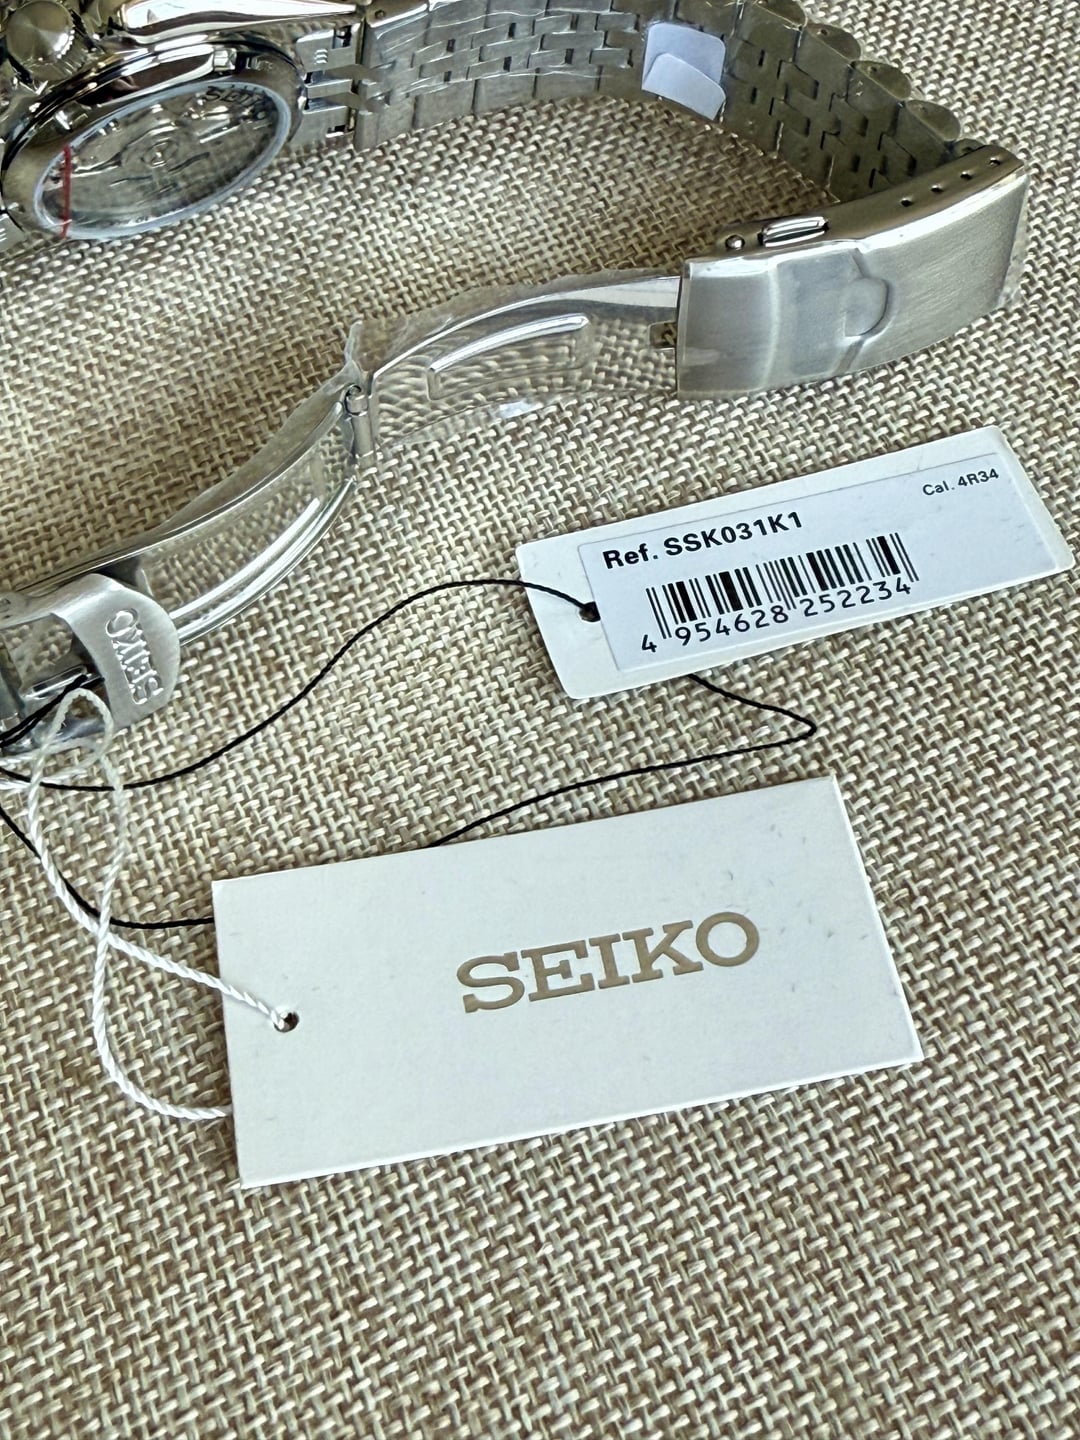 SEIKO
Cal. 4R34
Ref. SSK031K1
4 954628 252234
SEIKO